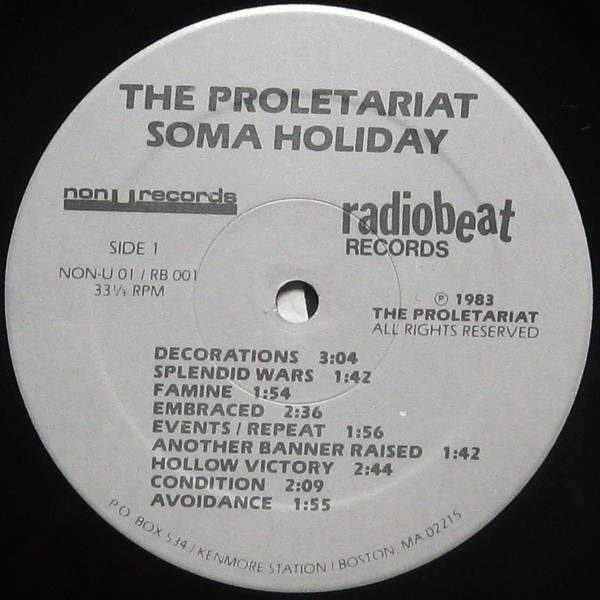 THE PROLETARIAT
SOMA HOLIDAY
non U records
radiobeat
RECORDS
SIDE 1
NON-U 01 / RB 001
33⅓ RPM
℗ 1983
THE PROLETARIAT
ALL RIGHTS RESERVED
DECORATIONS 3:04
SPLENDID WARS 1:42
FAMINE 1:54
EMBRACED 2:36
EVENTS / REPEAT 1:56
ANOTHER BANNER RAISED 1:42
HOLLOW VICTORY 2:44
CONDITION 2:09
AVOIDANCE 1:55
P.O. BOX 534 / KENMORE STATION / BOSTON, MA 02215